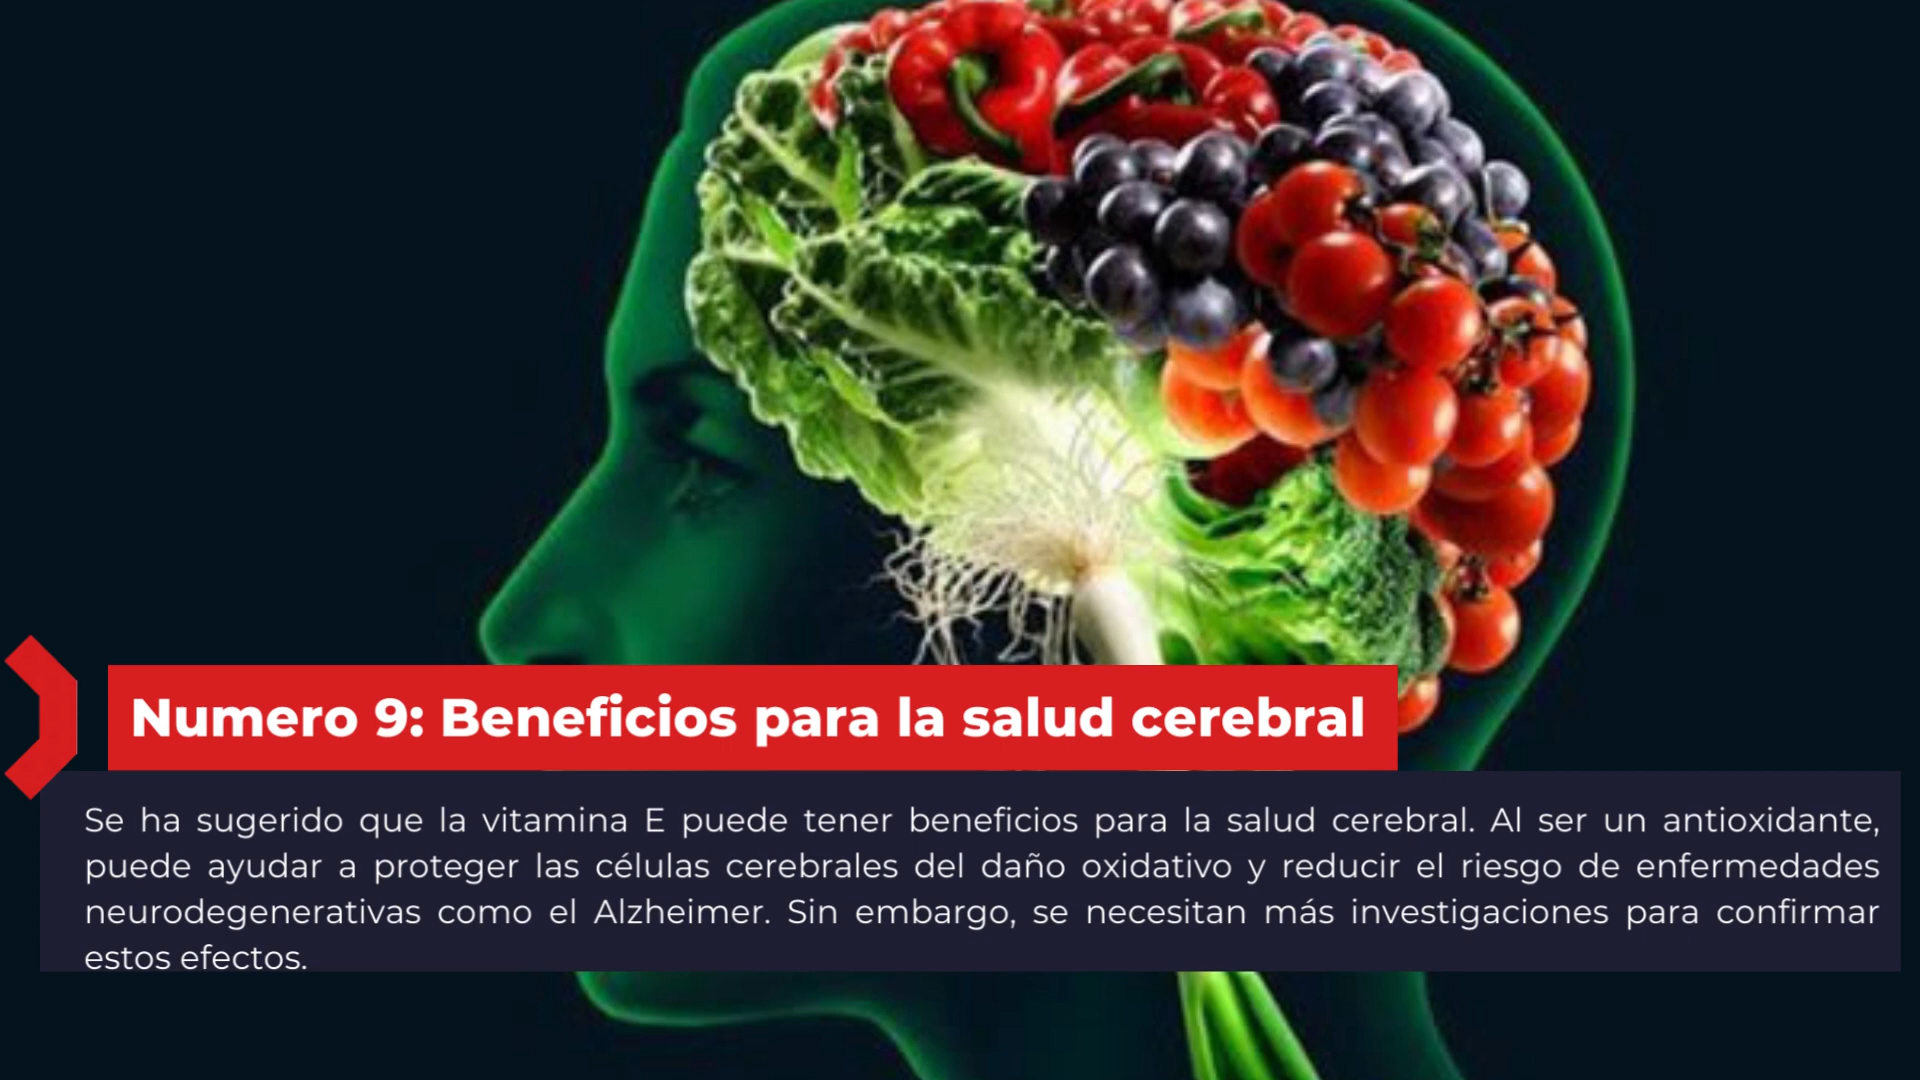 Numero 9: Beneficios para la salud cerebral
Se ha sugerido que la vitamina E puede tener beneficios para la salud cerebral. Al ser un antioxidante,
puede ayudar a proteger las células cerebrales del daño oxidativo y reducir el riesgo de enfermedades
neurodegenerativas como el Alzheimer. Sin embargo, se necesitan más investigaciones para confirmar
estos efectos.